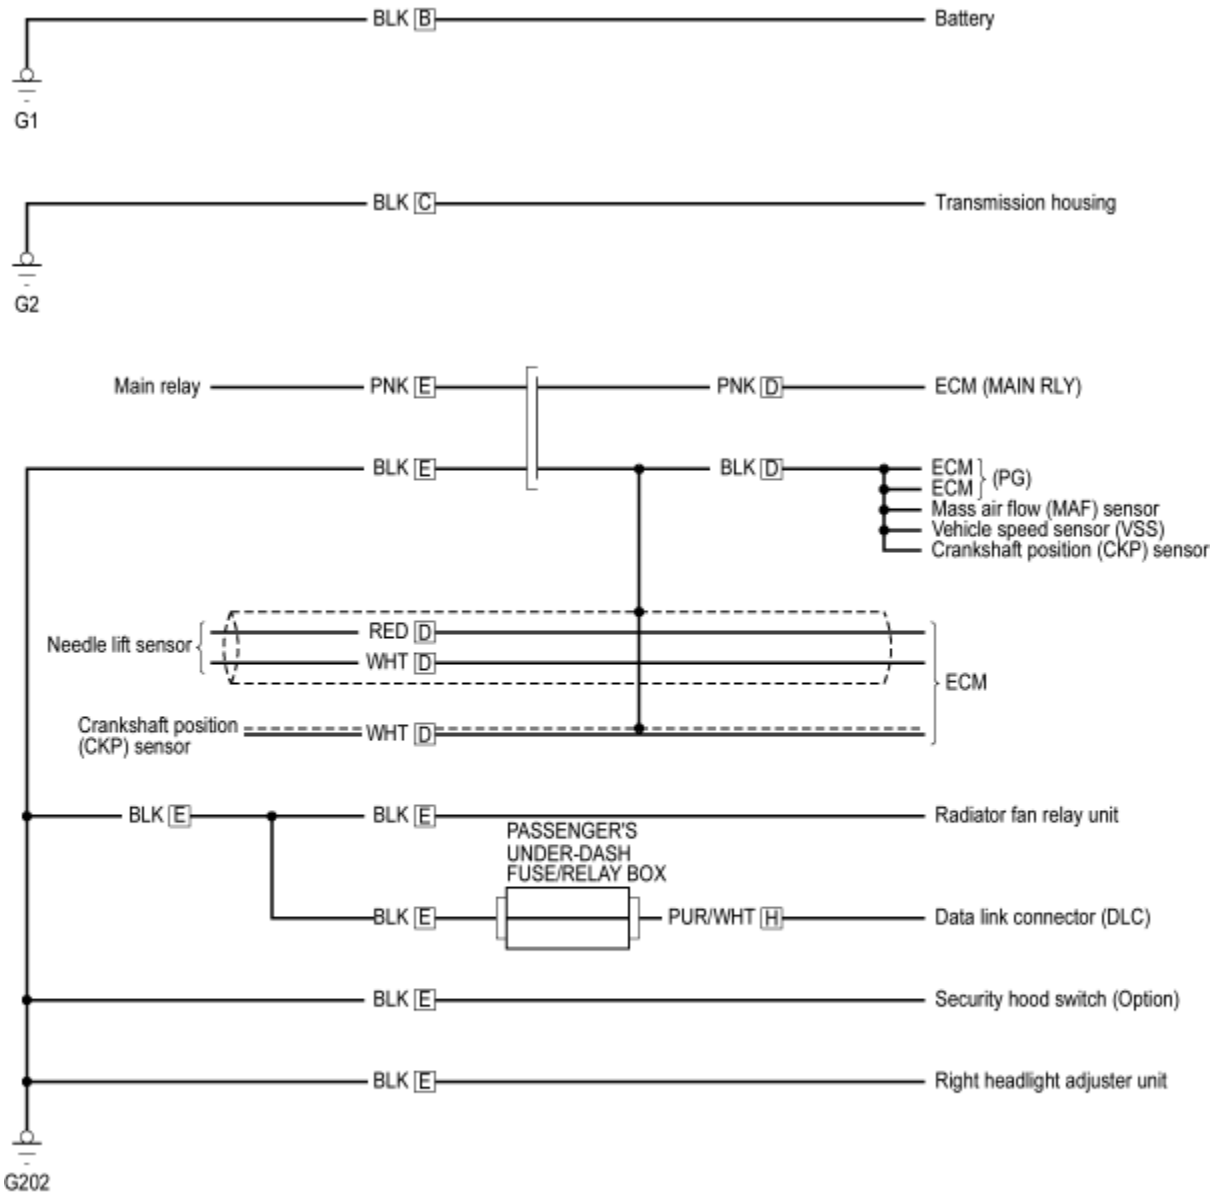 BLK B Battery
G1
BLK C Transmission housing
G2
Main relay PNK E PNK D ECM (MAIN RLY)
BLK E BLK D ECM
ECM
(PG)
Mass air flow (MAF) sensor
Vehicle speed sensor (VSS)
Crankshaft position (CKP) sensor
Needle lift sensor
RED D
WHT D
ECM
Crankshaft position
(CKP) sensor
WHT D
BLK E BLK E Radiator fan relay unit
PASSENGER'S
UNDER-DASH
FUSE/RELAY BOX
BLK E PUR/WHT H Data link connector (DLC)
BLK E Security hood switch (Option)
BLK E Right headlight adjuster unit
G202